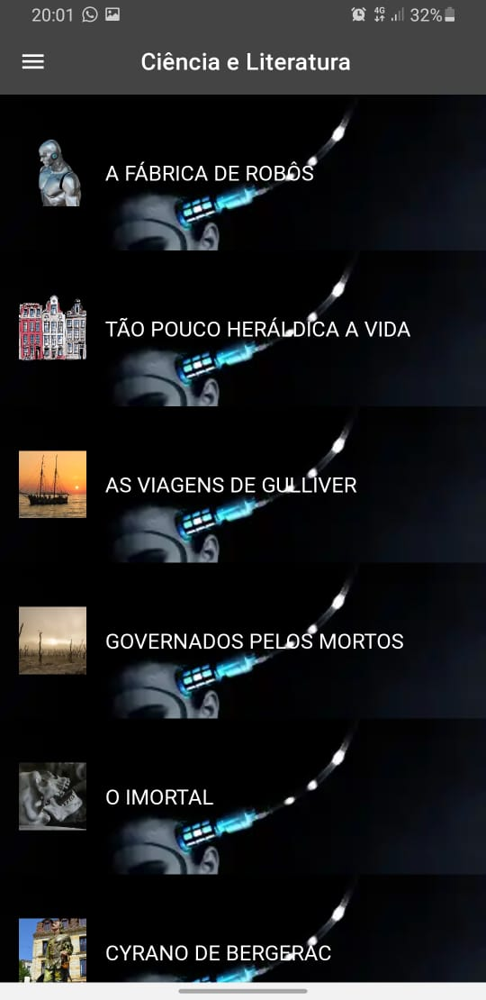 20:01 4G 32%
Ciência e Literatura
A FÁBRICA DE ROBÔS
TÃO POUCO HERÁLDICA A VIDA
AS VIAGENS DE GULLIVER
GOVERNADOS PELOS MORTOS
O IMORTAL
CYRANO DE BERGERAC